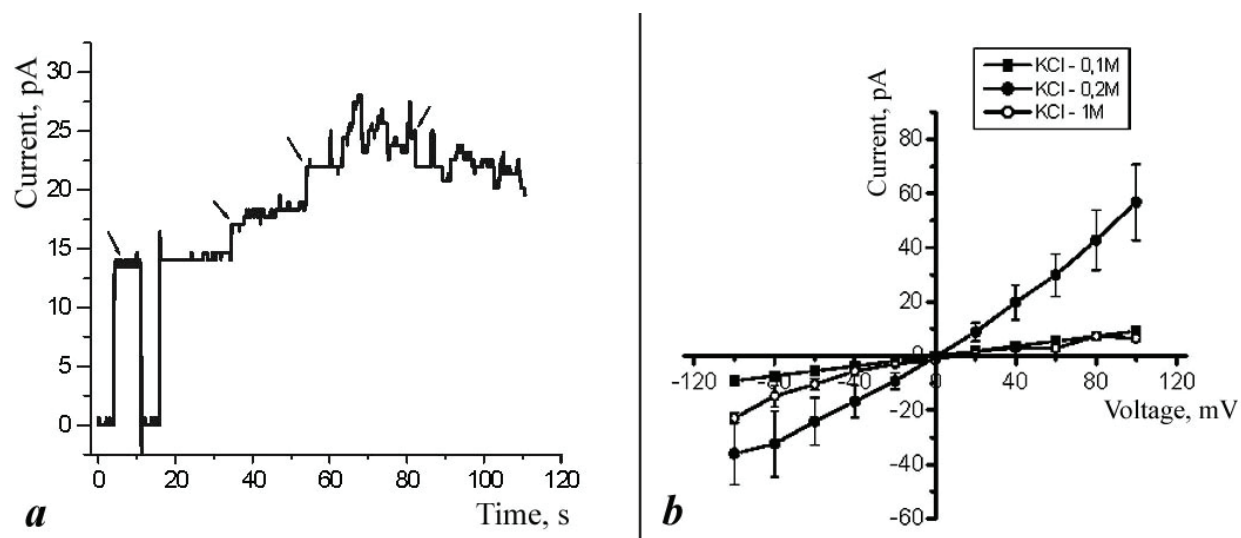 Current, pA
30
25
20
15
10
5
0
0 20 40 60 80 100 120
Time, s
a
KCl - 0,1M
KCl - 0,2M
KCl - 1M
Current, pA
80
60
40
20
0
-120 -80 -40 0 40 80 120
Voltage, mV
-20
-40
-60
b